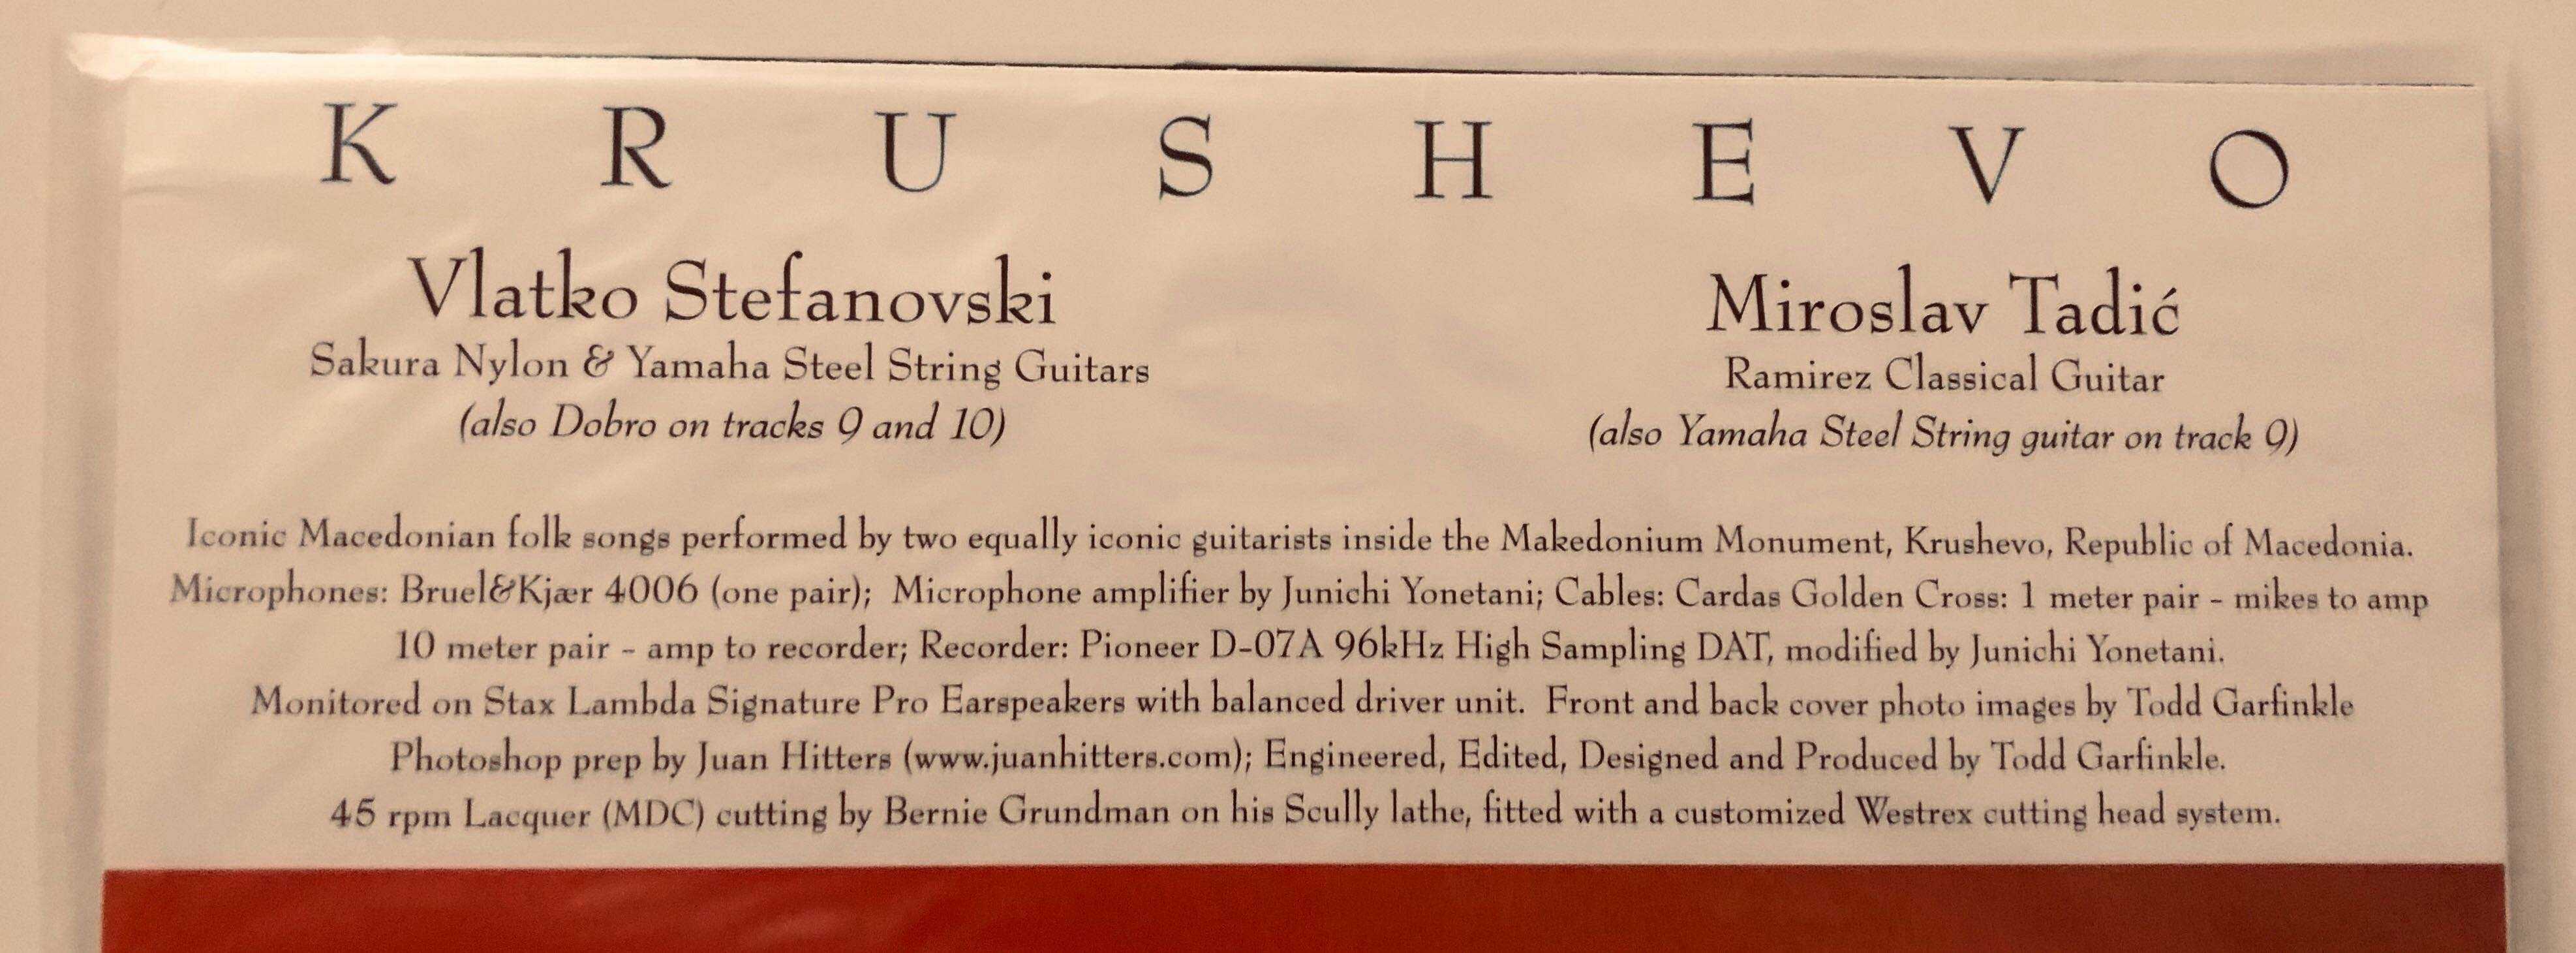 KRUSHEVO
Vlatko Stefanovski
Sakura Nylon & Yamaha Steel String Guitars
(also Dobro on tracks 9 and 10)
Miroslav Tadić
Ramirez Classical Guitar
(also Yamaha Steel String guitar on track 9)
Iconic Macedonian folk songs performed by two equally iconic guitarists inside the Makedonium Monument, Krushevo, Republic of Macedonia.
Microphones: Bruel&Kjær 4006 (one pair); Microphone amplifier by Junichi Yonetani; Cables: Cardas Golden Cross: 1 meter pair - mikes to amp
10 meter pair - amp to recorder; Recorder: Pioneer D-07A 96kHz High Sampling DAT, modified by Junichi Yonetani.
Monitored on Stax Lambda Signature Pro Earspeakers with balanced driver unit. Front and back cover photo images by Todd Garfinkle
Photoshop prep by Juan Hitters (www.juanhitters.com); Engineered, Edited, Designed and Produced by Todd Garfinkle.
45 rpm Lacquer (MDC) cutting by Bernie Grundman on his Scully lathe, fitted with a customized Westrex cutting head system.